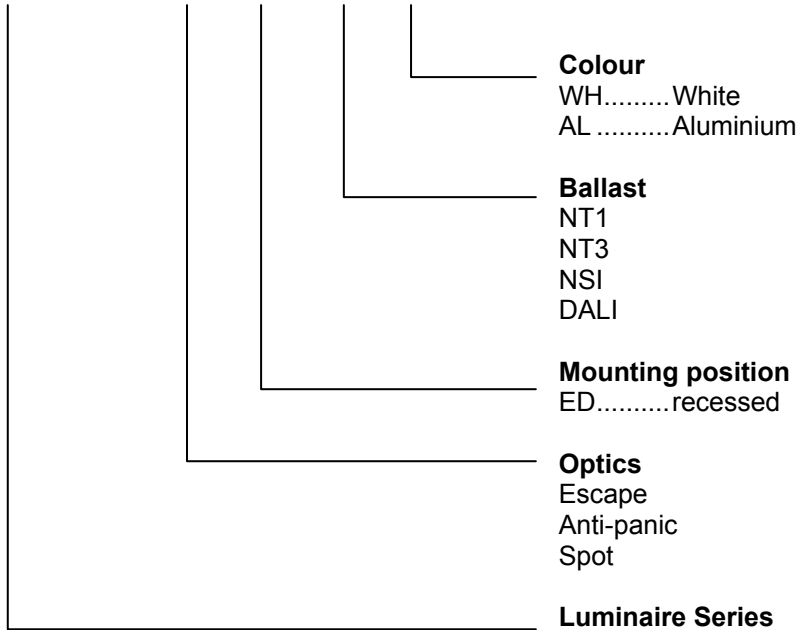 Colour
WH.........White
AL..........Aluminium
Ballast
NT1
NT3
NSI
DALI
Mounting position
ED..........recessed
Optics
Escape
Anti-panic
Spot
Luminaire Series